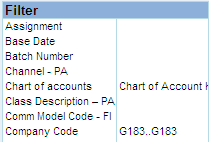 Filter
Assignment
Base Date
Batch Number
Channel - PA
Chart of accounts Chart of Account
Class Description – PA
Comm Model Code - FI
Company Code G183..G183